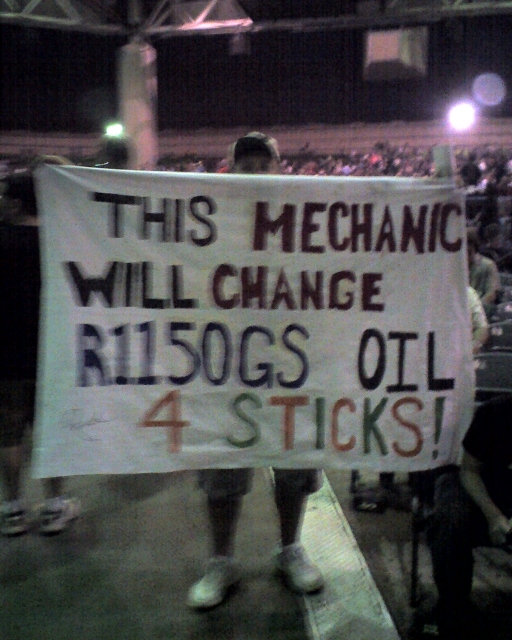 THIS MECHANIC
WILL CHANGE
R1150GS OIL
4 STICKS!